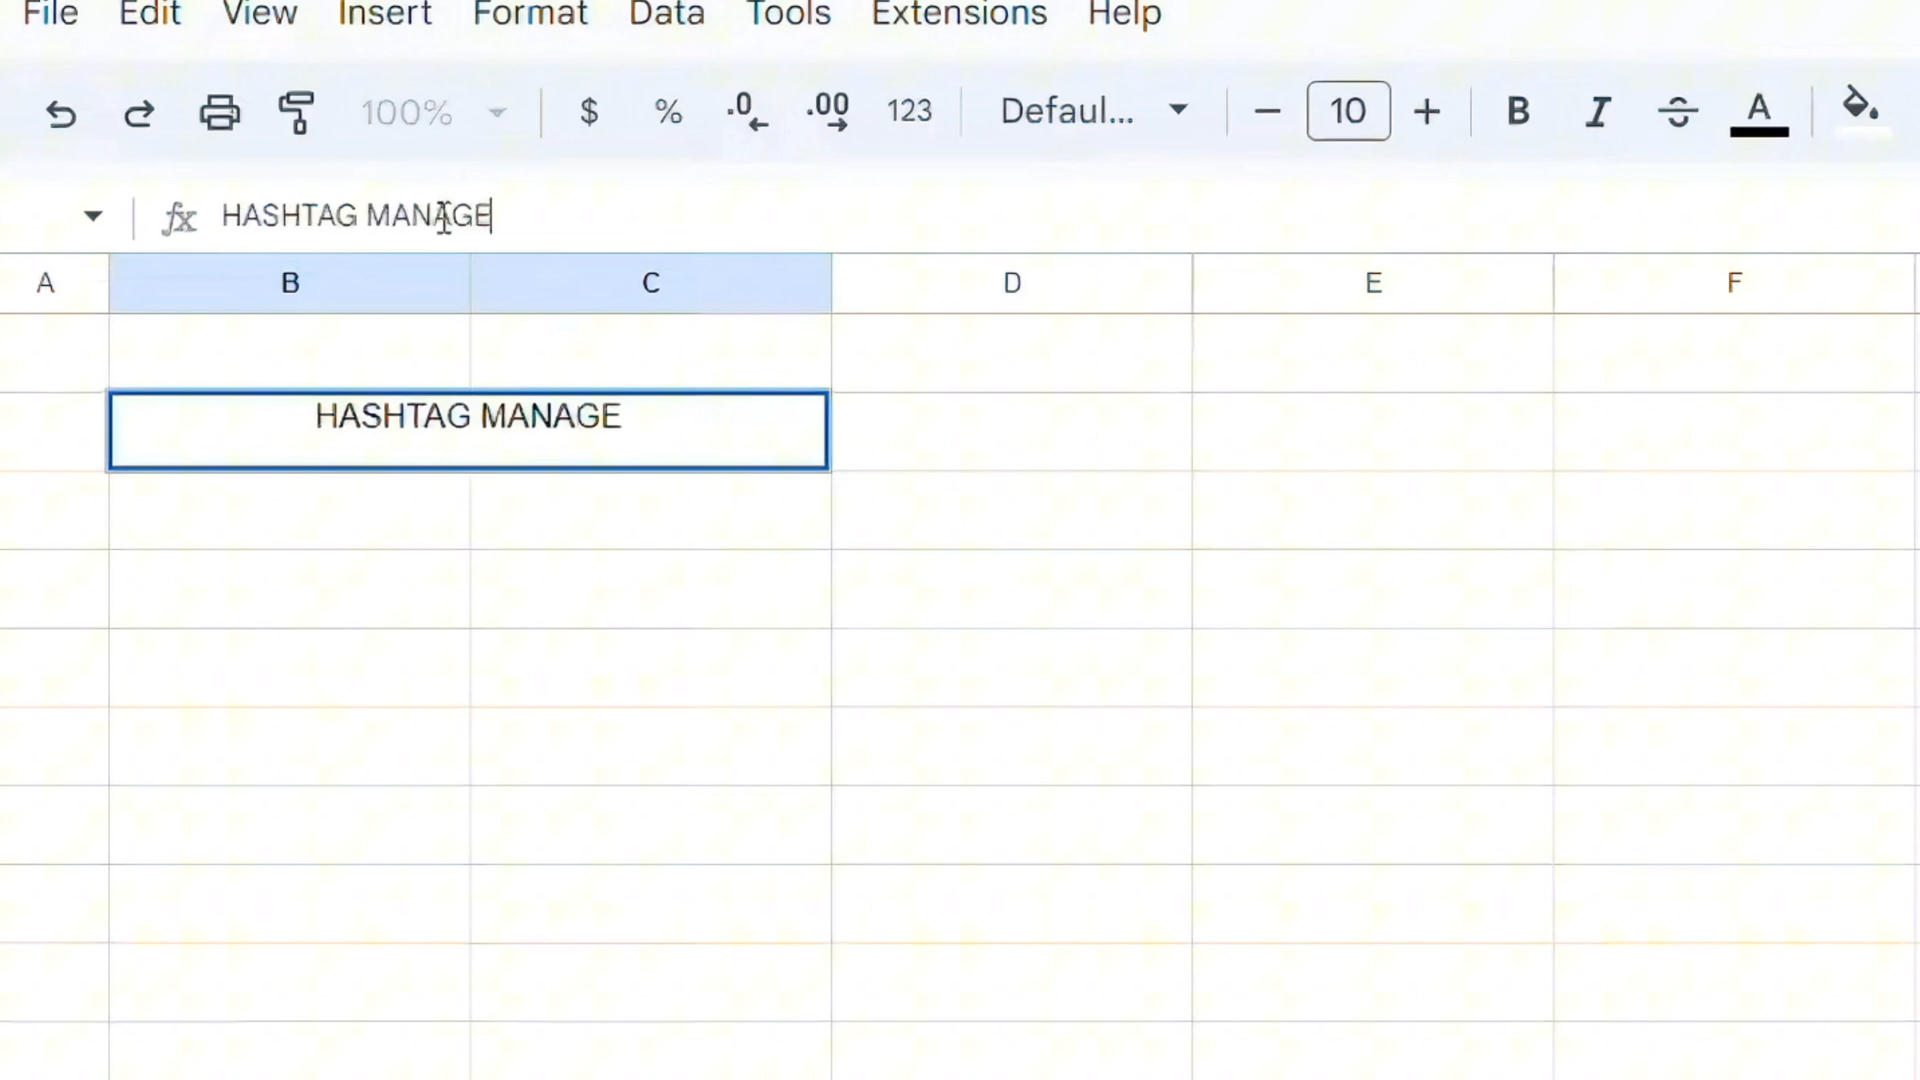 File Edit View Insert Format Data Tools Extensions Help
100% $ % .0 .00 123 Defaul... 10 B I A
fx HASHTAG MANAGE
A B C D E F
HASHTAG MANAGE